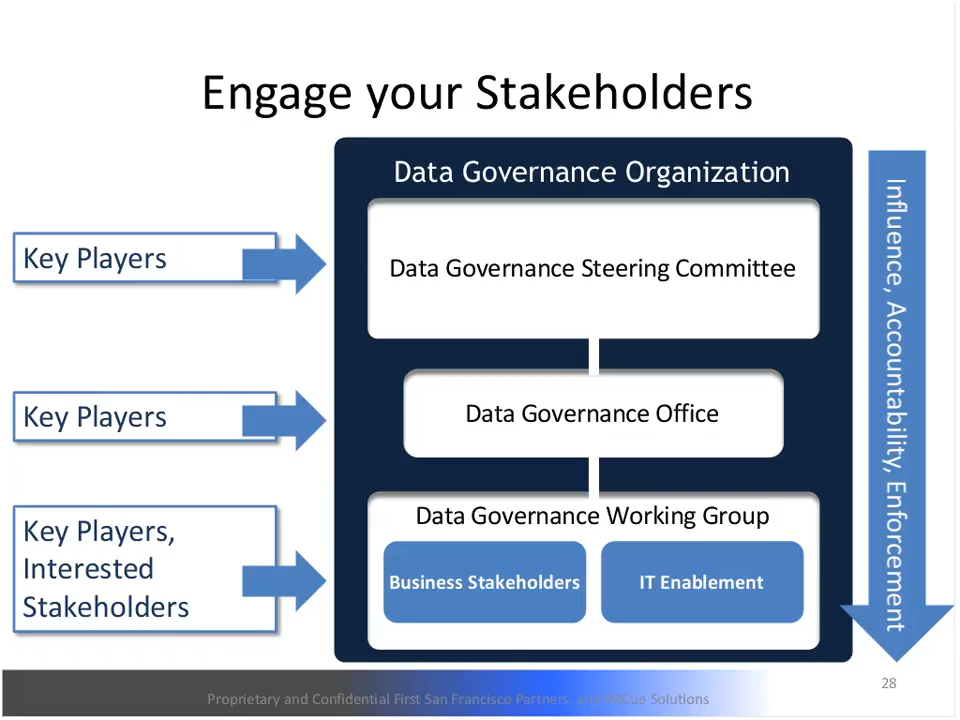 Engage your Stakeholders
Data Governance Organization
Key Players
Data Governance Steering Committee
Key Players
Data Governance Office
Key Players,
Interested
Stakeholders
Data Governance Working Group
Business Stakeholders
IT Enablement
Influence, Accountability, Enforcement
28
Proprietary and Confidential First San Francisco Partners. and Solutions